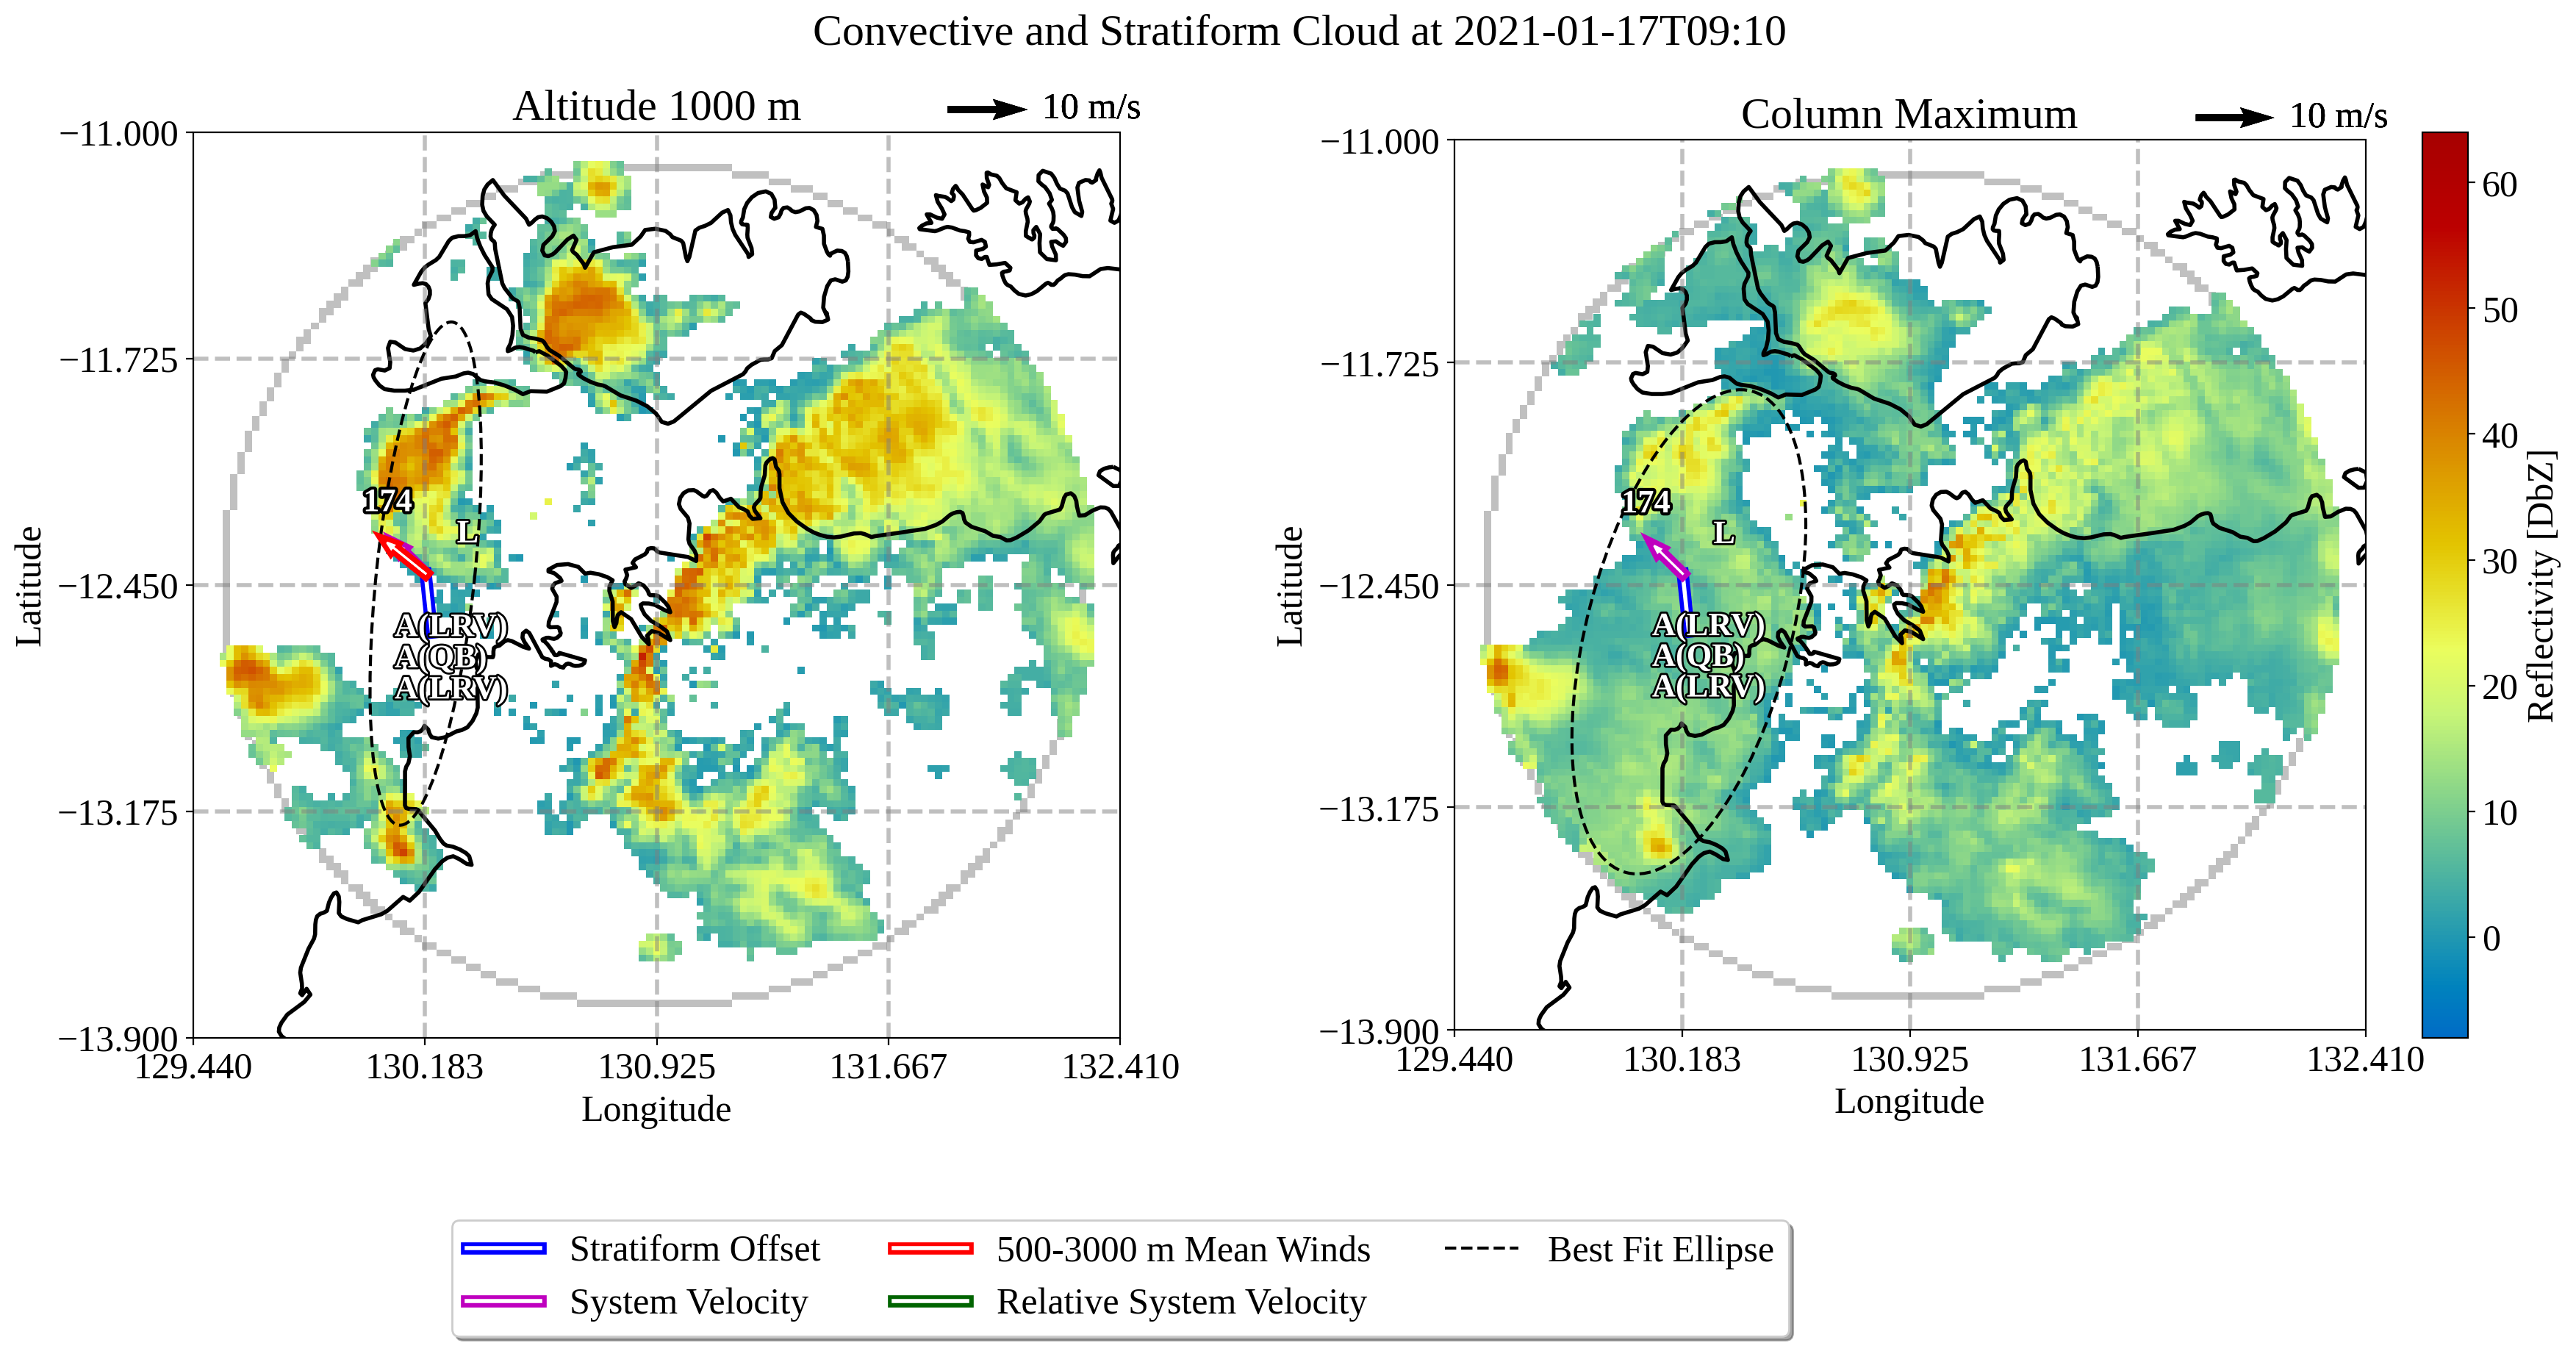 Convective and Stratiform Cloud at 2021-01-17T09:10
Altitude 1000 m
10 m/s
−11.000
−11.725
−12.450
−13.175
−13.900
Latitude
174
L
A(LRV)
A(QB)
A(LRV)
129.440
130.183
130.925
131.667
132.410
Longitude
Column Maximum
10 m/s
−11.000
−11.725
−12.450
−13.175
−13.900
Latitude
174
L
A(LRV)
A(QB)
A(LRV)
129.440
130.183
130.925
131.667
132.410
Longitude
60
50
40
30
20
10
0
Reflectivity [DbZ]
Stratiform Offset
System Velocity
500-3000 m Mean Winds
Relative System Velocity
Best Fit Ellipse